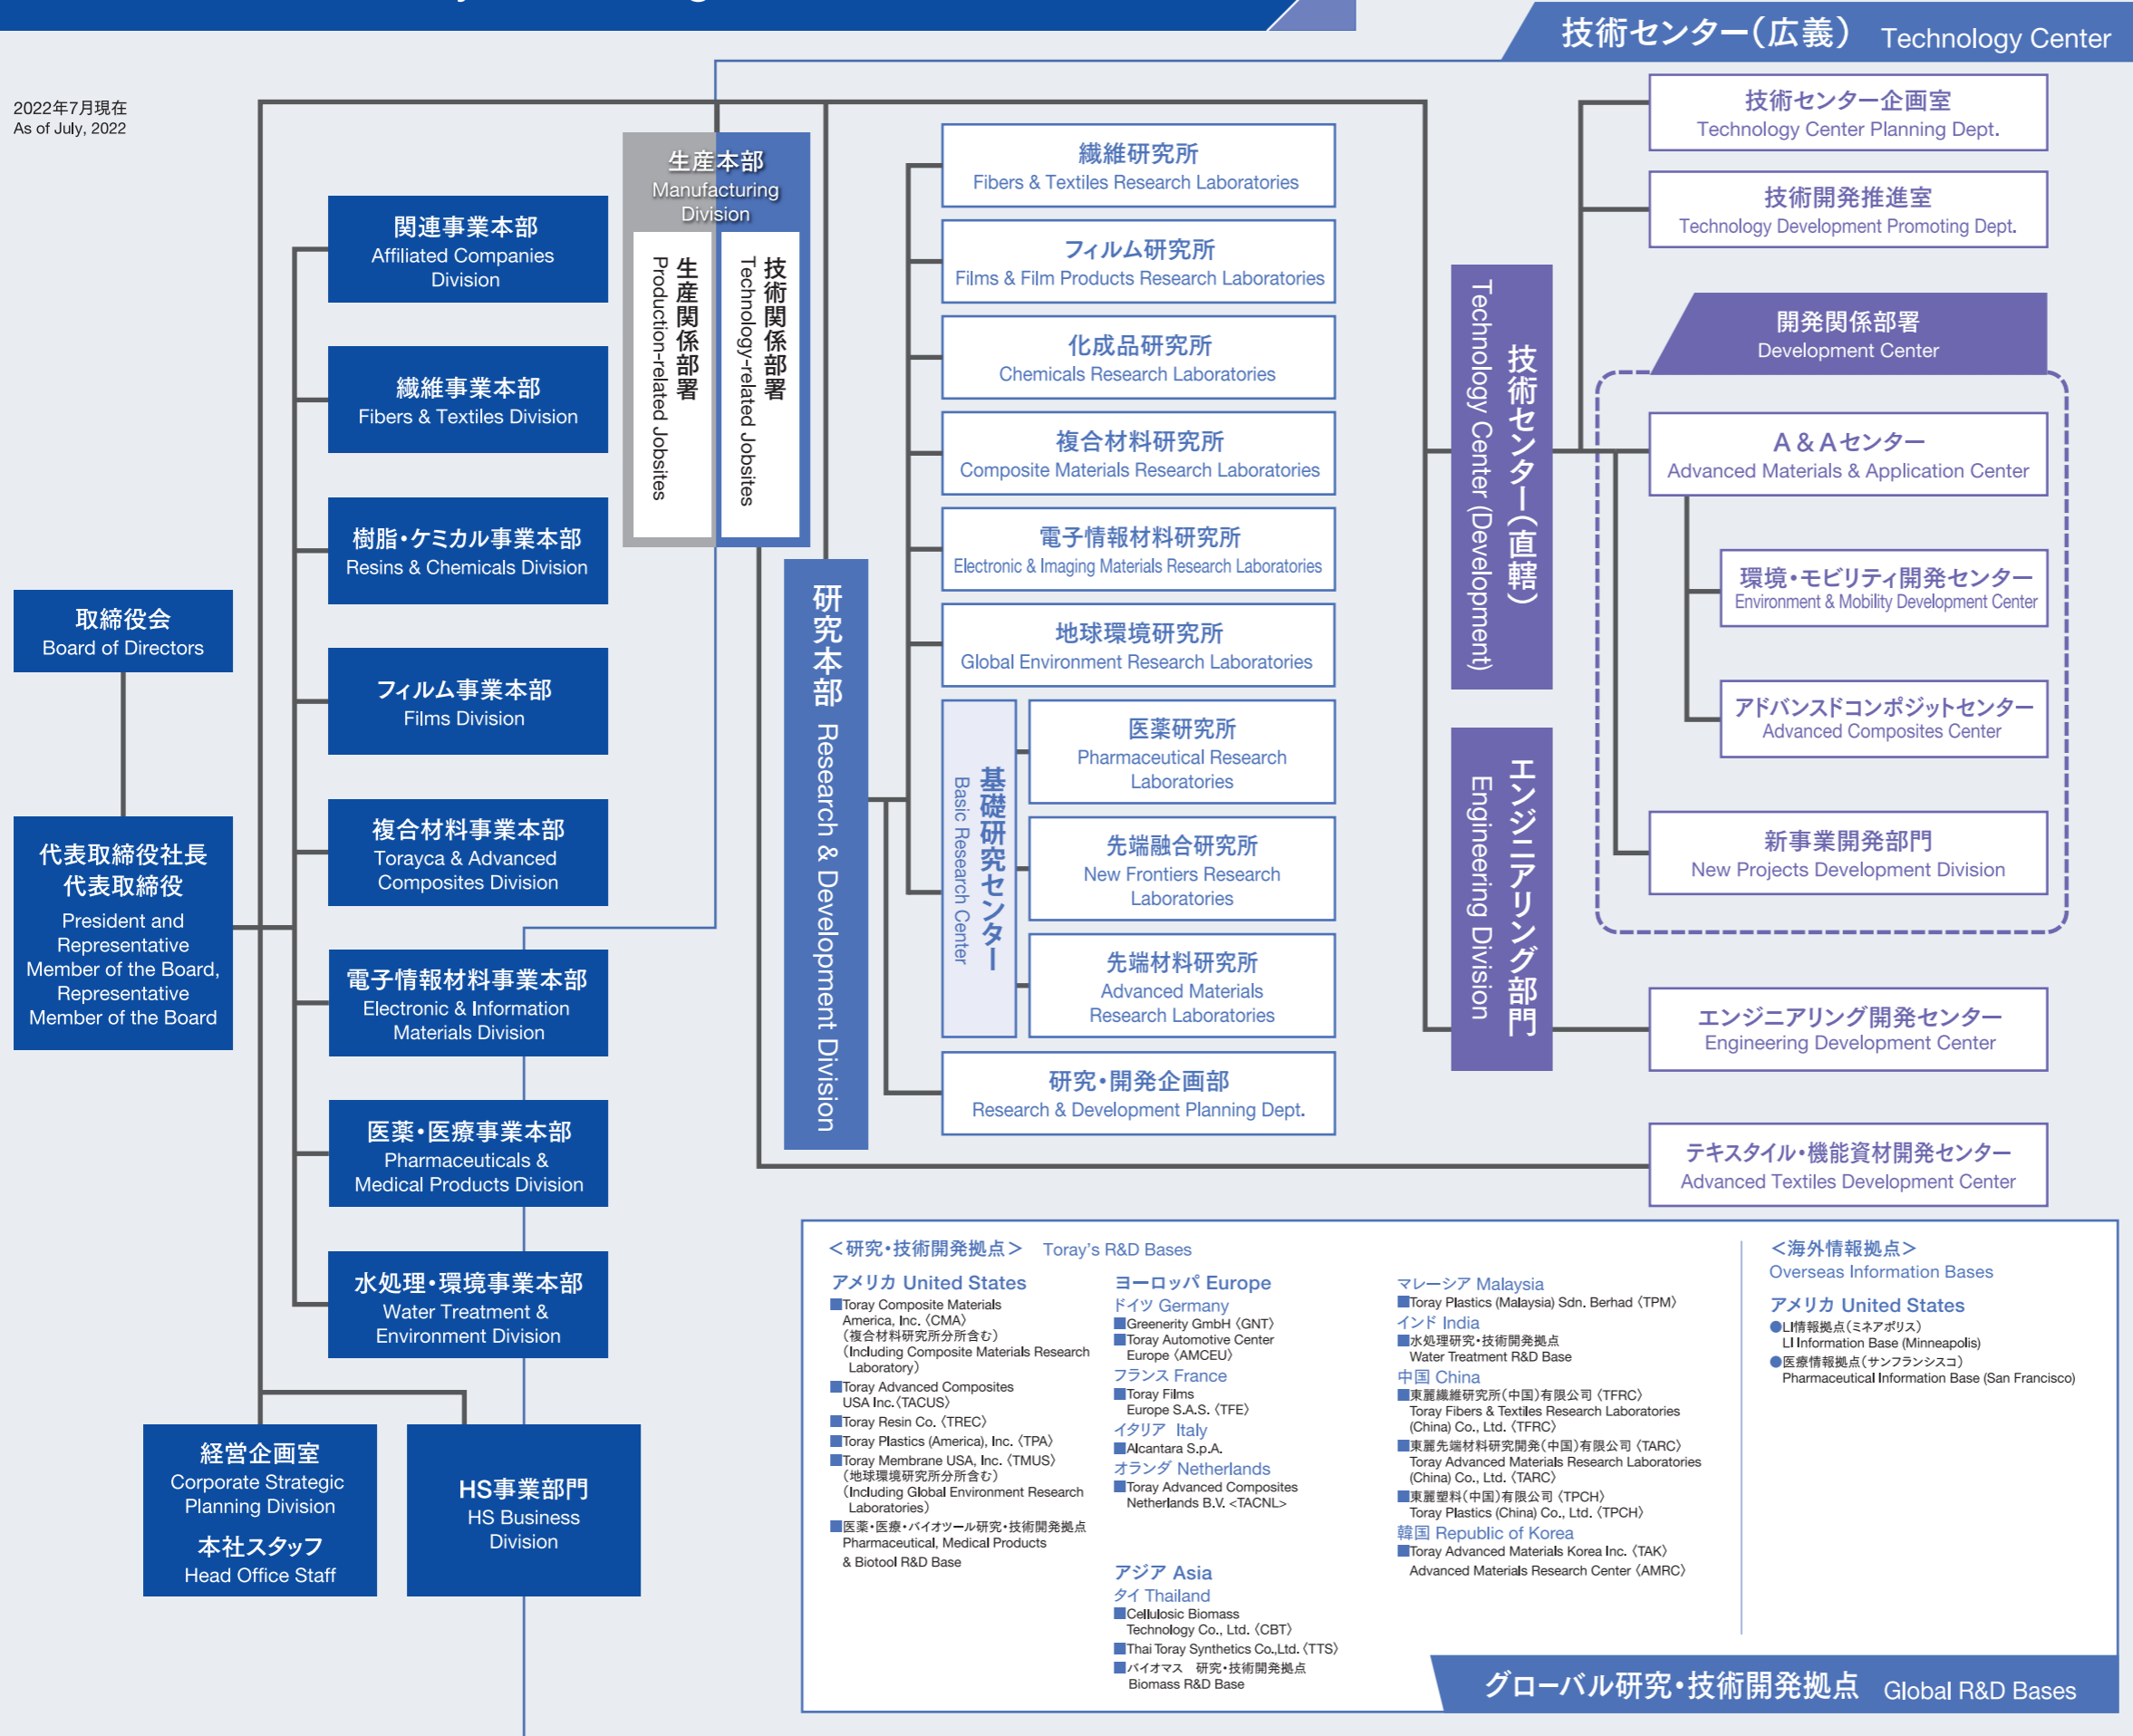 技術センター（広義） Technology Center
2022年7月現在
As of July, 2022
取締役会
Board of Directors
代表取締役社長
代表取締役
President and
Representative
Member of the Board,
Representative
Member of the Board
関連事業本部
Affiliated Companies
Division
繊維事業本部
Fibers & Textiles Division
樹脂・ケミカル事業本部
Resins & Chemicals Division
フィルム事業本部
Films Division
複合材料事業本部
Torayca & Advanced
Composites Division
電子情報材料事業本部
Electronic & Information
Materials Division
医薬・医療事業本部
Pharmaceuticals &
Medical Products Division
水処理・環境事業本部
Water Treatment &
Environment Division
経営企画室
Corporate Strategic
Planning Division
本社スタッフ
Head Office Staff
HS事業部門
HS Business
Division
生産本部
Manufacturing
Division
生産関係部署
Production-related Jobsites
技術関係部署
Technology-related Jobsites
研究本部 Research & Development Division
繊維研究所
Fibers & Textiles Research Laboratories
フィルム研究所
Films & Film Products Research Laboratories
化成品研究所
Chemicals Research Laboratories
複合材料研究所
Composite Materials Research Laboratories
電子情報材料研究所
Electronic & Imaging Materials Research Laboratories
地球環境研究所
Global Environment Research Laboratories
基礎研究センター
Basic Research Center
医薬研究所
Pharmaceutical Research
Laboratories
先端融合研究所
New Frontiers Research
Laboratories
先端材料研究所
Advanced Materials
Research Laboratories
研究・開発企画部
Research & Development Planning Dept.
技術センター（直轄）
Technology Center (Development)
エンジニアリング部門
Engineering Division
技術センター企画室
Technology Center Planning Dept.
技術開発推進室
Technology Development Promoting Dept.
開発関係部署
Development Center
A & Aセンター
Advanced Materials & Application Center
環境・モビリティ開発センター
Environment & Mobility Development Center
アドバンスドコンポジットセンター
Advanced Composites Center
新事業開発部門
New Projects Development Division
エンジニアリング開発センター
Engineering Development Center
テキスタイル・機能資材開発センター
Advanced Textiles Development Center
＜研究・技術開発拠点＞ Toray's R&D Bases
アメリカ United States
■Toray Composite Materials
America, Inc.〈CMA〉
（複合材料研究所分所含む）
（Including Composite Materials Research
Laboratory）
■Toray Advanced Composites
USA Inc.〈TACUS〉
■Toray Resin Co.〈TREC〉
■Toray Plastics (America), Inc.〈TPA〉
■Toray Membrane USA, Inc.〈TMUS〉
（地球環境研究所分所含む）
（Including Global Environment Research
Laboratories）
■医薬・医療・バイオツール研究・技術開発拠点
Pharmaceutical, Medical Products
& Biotool R&D Base
ヨーロッパ Europe
ドイツ Germany
■Greenerity GmbH〈GNT〉
■Toray Automotive Center
Europe〈AMCEU〉
フランス France
■Toray Films
Europe S.A.S.〈TFE〉
イタリア Italy
■Alcantara S.p.A.
オランダ Netherlands
■Toray Advanced Composites
Netherlands B.V. <TACNL>
アジア Asia
タイ Thailand
■Cellulosic Biomass
Technology Co., Ltd.〈CBT〉
■Thai Toray Synthetics Co.,Ltd.〈TTS〉
■バイオマス 研究・技術開発拠点
Biomass R&D Base
マレーシア Malaysia
■Toray Plastics (Malaysia) Sdn. Berhad〈TPM〉
インド India
■水処理研究・技術開発拠点
Water Treatment R&D Base
中国 China
■東麗繊維研究所（中国）有限公司〈TFRC〉
Toray Fibers & Textiles Research Laboratories
(China) Co., Ltd.〈TFRC〉
■東麗先端材料研究開発（中国）有限公司〈TARC〉
Toray Advanced Materials Research Laboratories
(China) Co., Ltd.〈TARC〉
■東麗塑料（中国）有限公司〈TPCH〉
Toray Plastics (China) Co., Ltd.〈TPCH〉
韓国 Republic of Korea
■Toray Advanced Materials Korea Inc.〈TAK〉
Advanced Materials Research Center〈AMRC〉
＜海外情報拠点＞
Overseas Information Bases
アメリカ United States
●LI情報拠点（ミネアポリス）
LI Information Base (Minneapolis)
●医療情報拠点（サンフランシスコ）
Pharmaceutical Information Base (San Francisco)
グローバル研究・技術開発拠点 Global R&D Bases